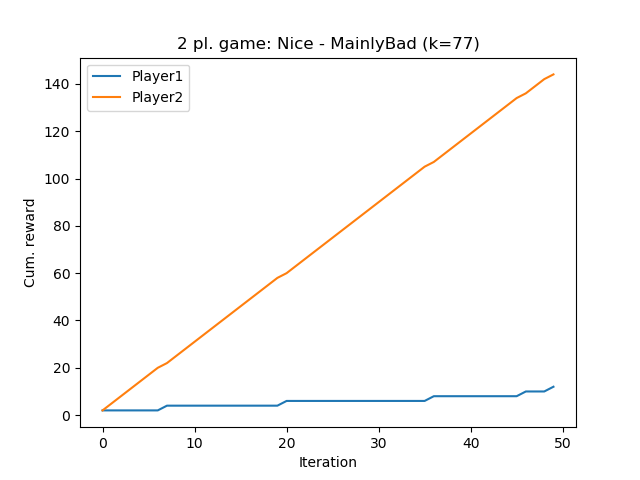 2 pl. game: Nice - MainlyBad (k=77)
Player1
Player2
Cum. reward
140
120
100
80
60
40
20
0
0 10 20 30 40 50
Iteration